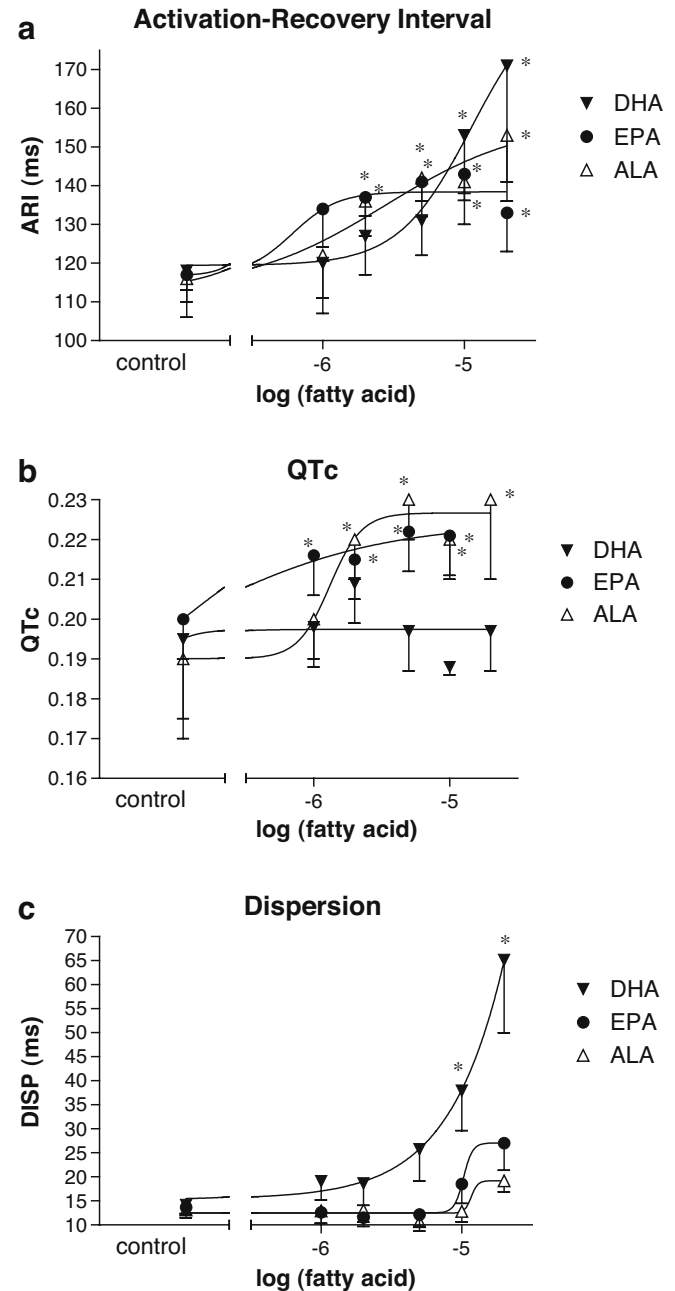 a
Activation-Recovery Interval
170
160
150
140
130
120
110
100
ARI (ms)
* * * * * * * * * * *
DHA
EPA
ALA
control
-6
-5
log (fatty acid)
b
QTc
0.23
0.22
0.21
0.20
0.19
0.18
0.17
0.16
QTc
* * * * * * * *
DHA
EPA
ALA
control
-6
-5
log (fatty acid)
c
Dispersion
70
65
60
55
50
45
40
35
30
25
20
15
10
DISP (ms)
* *
DHA
EPA
ALA
control
-6
-5
log (fatty acid)